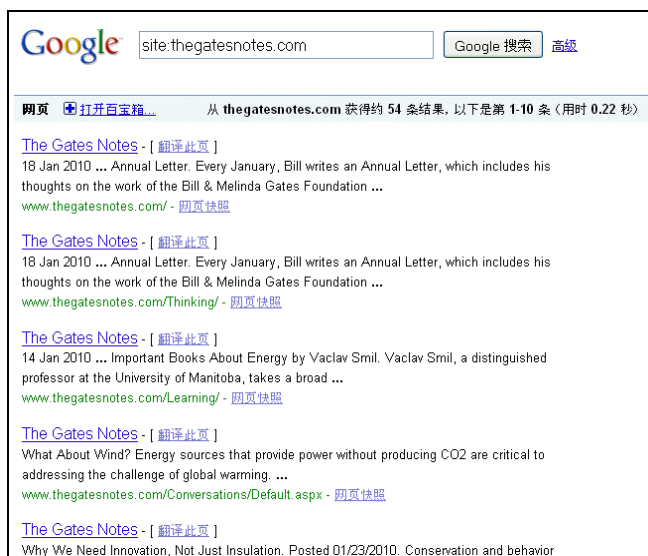 Google site:thegatesnotes.com Google 搜索 高级
网页 打开百宝箱... 从 thegatesnotes.com 获得约 54 条结果，以下是第 1-10 条（用时 0.22 秒）
The Gates Notes - [ 翻译此页 ]
18 Jan 2010 ... Annual Letter. Every January, Bill writes an Annual Letter, which includes his
thoughts on the work of the Bill & Melinda Gates Foundation ...
www.thegatesnotes.com/ - 网页快照
The Gates Notes - [ 翻译此页 ]
18 Jan 2010 ... Annual Letter. Every January, Bill writes an Annual Letter, which includes his
thoughts on the work of the Bill & Melinda Gates Foundation ...
www.thegatesnotes.com/Thinking/ - 网页快照
The Gates Notes - [ 翻译此页 ]
14 Jan 2010 ... Important Books About Energy by Vaclav Smil. Vaclav Smil, a distinguished
professor at the University of Manitoba, takes a broad ...
www.thegatesnotes.com/Learning/ - 网页快照
The Gates Notes - [ 翻译此页 ]
What About Wind? Energy sources that provide power without producing CO2 are critical to
addressing the challenge of global warming. ...
www.thegatesnotes.com/Conversations/Default.aspx - 网页快照
The Gates Notes - [ 翻译此页 ]
Why We Need Innovation, Not Just Insulation. Posted 01/23/2010. Conservation and behavior